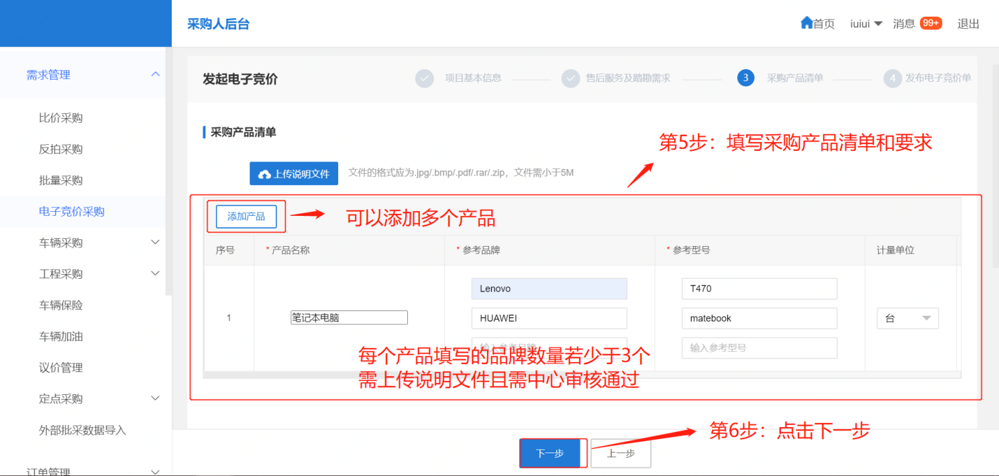 采购人后台
首页 iuiui 消息 99+ 退出
需求管理
比价采购
反拍采购
批量采购
电子竞价采购
车辆采购
工程采购
车辆保险
车辆加油
议价管理
定点采购
外部批采数据导入
订单管理
发起电子竞价
项目基本信息
售后服务及踏勘需求
3 采购产品清单
4 发布电子竞价单
采购产品清单
第5步：填写采购产品清单和要求
上传说明文件 文件的格式应为.jpg/.bmp/.pdf/.rar/.zip，文件需小于5M
添加产品 可以添加多个产品
序号 * 产品名称 * 参考品牌 * 参考型号 计量单位
Lenovo T470
1 笔记本电脑 HUAWEI matebook 台
输入参考品牌 输入参考型号
每个产品填写的品牌数量若少于3个
需上传说明文件且需中心审核通过
第6步：点击下一步
下一步 上一步